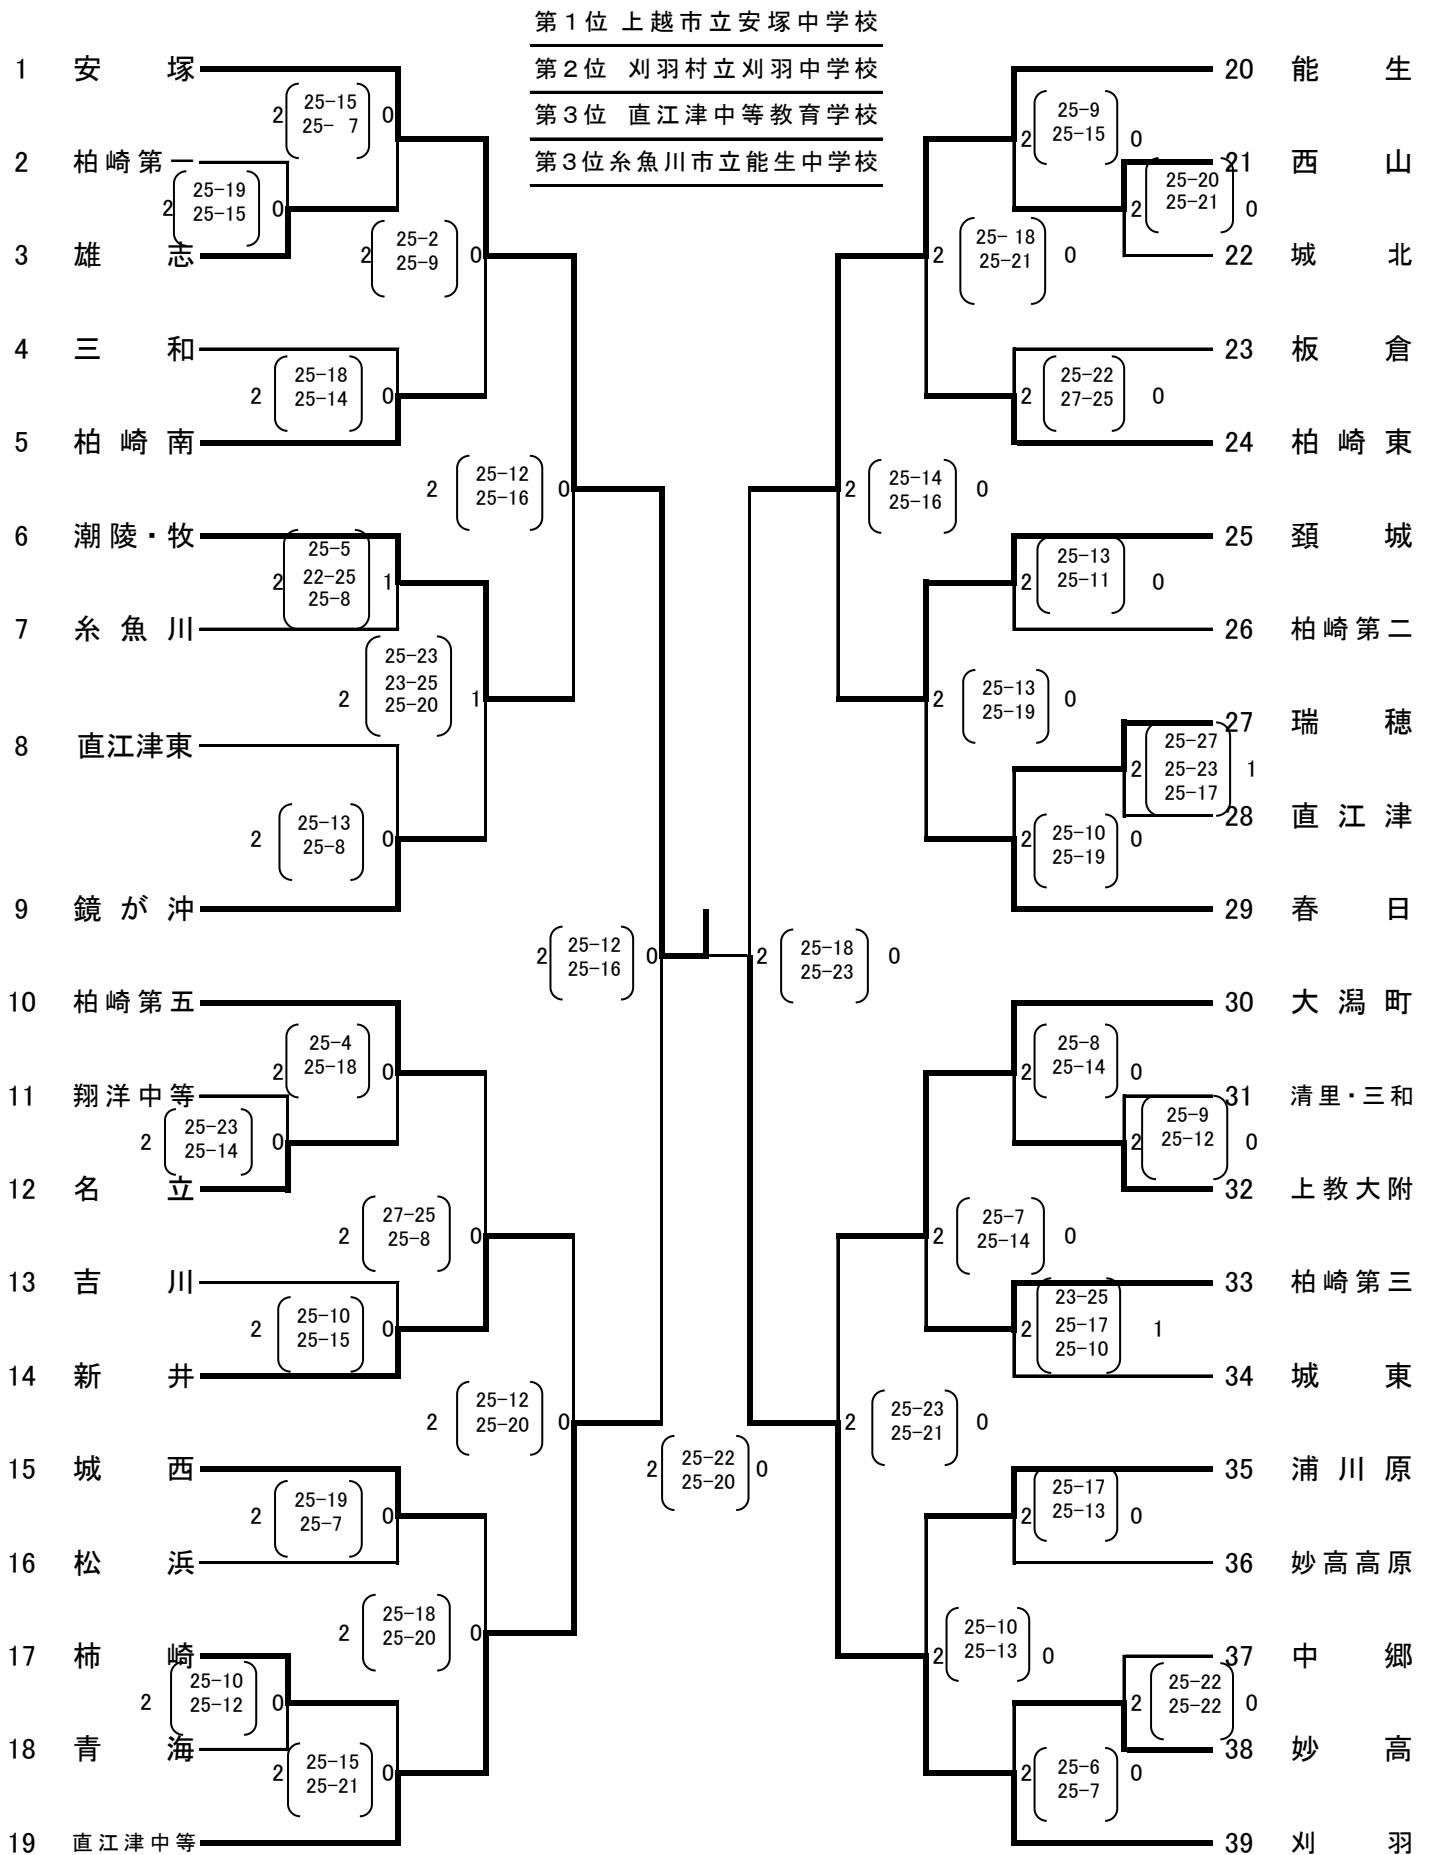 第１位 上越市立安塚中学校
第２位 刈羽村立刈羽中学校
第３位 直江津中等教育学校
第３位糸魚川市立能生中学校
1 安塚
2 ( 25-15 25- 7 ) 0
2 柏崎第一
2 ( 25-19 25-15 ) 0
3 雄志
2 ( 25-2 25-9 ) 0
4 三和
2 ( 25-18 25-14 ) 0
5 柏崎南
2 ( 25-12 25-16 ) 0
6 潮陵・牧
2 ( 25-5 22-25 25-8 ) 1
7 糸魚川
2 ( 25-23 23-25 25-20 ) 1
8 直江津東
2 ( 25-13 25-8 ) 0
9 鏡が沖
2 ( 25-12 25-16 ) 0
10 柏崎第五
2 ( 25-4 25-18 ) 0
11 翔洋中等
2 ( 25-23 25-14 ) 0
12 名立
2 ( 27-25 25-8 ) 0
13 吉川
2 ( 25-10 25-15 ) 0
14 新井
2 ( 25-12 25-20 ) 0
15 城西
2 ( 25-19 25-7 ) 0
16 松浜
2 ( 25-18 25-20 ) 0
17 柿崎
2 ( 25-10 25-12 ) 0
18 青海
2 ( 25-15 25-21 ) 0
19 直江津中等
2 ( 25-22 25-20 ) 0
20 能生
2 ( 25-9 25-15 ) 0
21 西山
2 ( 25-20 25-21 ) 0
22 城北
2 ( 25- 18 25-21 ) 0
23 板倉
2 ( 25-22 27-25 ) 0
24 柏崎東
2 ( 25-14 25-16 ) 0
25 頚城
2 ( 25-13 25-11 ) 0
26 柏崎第二
2 ( 25-13 25-19 ) 0
27 瑞穂
2 ( 25-27 25-23 25-17 ) 1
28 直江津
2 ( 25-10 25-19 ) 0
29 春日
2 ( 25-18 25-23 ) 0
30 大潟町
2 ( 25-8 25-14 ) 0
31 清里・三和
2 ( 25-9 25-12 ) 0
32 上教大附
2 ( 25-7 25-14 ) 0
33 柏崎第三
2 ( 23-25 25-17 25-10 ) 1
34 城東
2 ( 25-23 25-21 ) 0
35 浦川原
2 ( 25-17 25-13 ) 0
36 妙高高原
2 ( 25-10 25-13 ) 0
37 中郷
2 ( 25-22 25-22 ) 0
38 妙高
2 ( 25-6 25-7 ) 0
39 刈羽